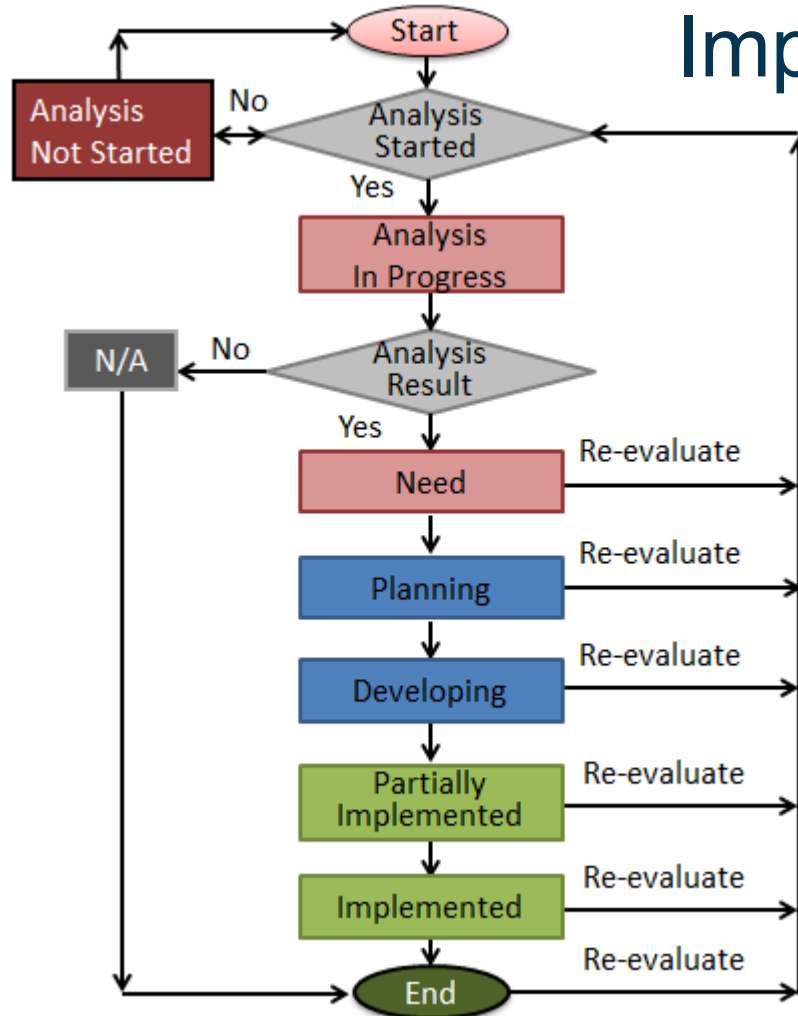 Start
Imp
Analysis
Not Started
No
Analysis
Started
Yes
Analysis
In Progress
N/A
No
Analysis
Result
Yes
Need
Re-evaluate
Planning
Re-evaluate
Developing
Re-evaluate
Partially
Implemented
Re-evaluate
Implemented
Re-evaluate
End
Re-evaluate